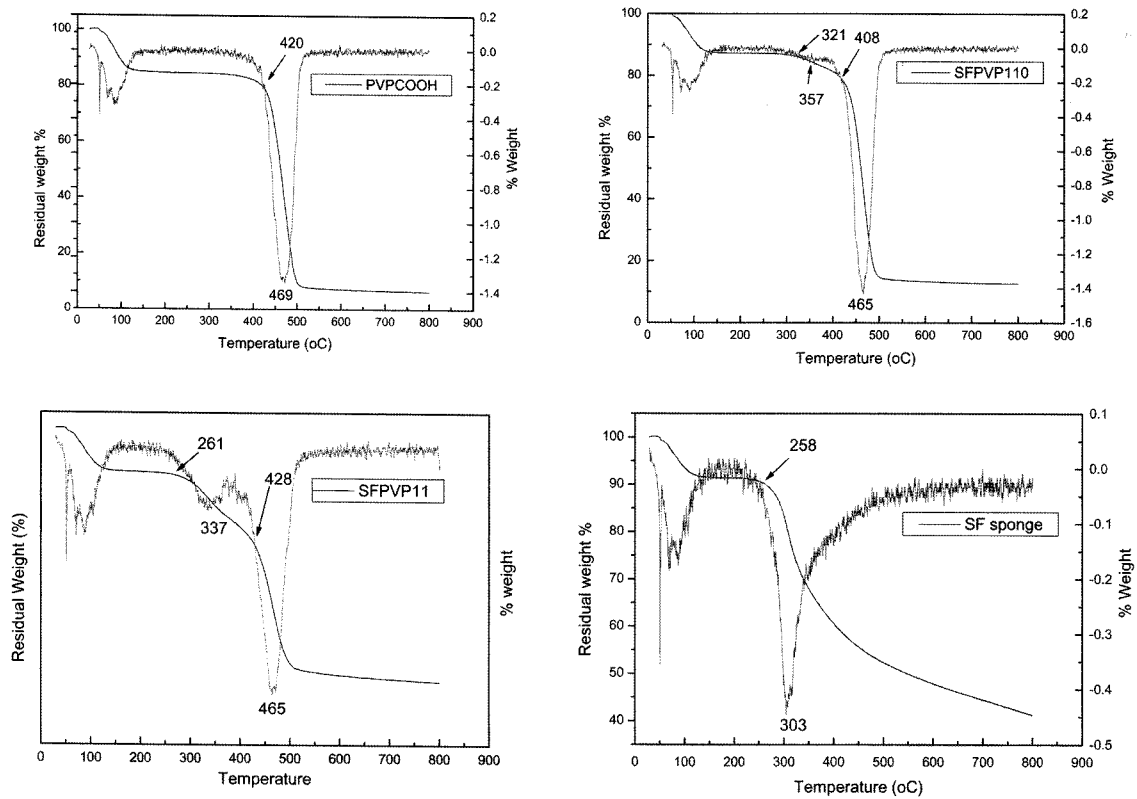 100
80
60
40
20
0
Residual weight %
420
PVPCOOH
469
0.2
0.0
-0.2
-0.4
-0.6
-0.8
-1.0
-1.2
-1.4
% Weight
0 100 200 300 400 500 600 700 800 900
Temperature (oC)
100
80
60
40
20
0
Residual weight %
321
408
357
SFPVP110
465
0.2
0.0
-0.2
-0.4
-0.6
-0.8
-1.0
-1.2
-1.4
-1.6
% Weight
0 100 200 300 400 500 600 700 800 900
Temperature (oC)
Residual Weight (%)
261
428
337
SFPVP11
465
% weight
0 100 200 300 400 500 600 700 800 900
Temperature
100
90
80
70
60
50
40
Residual weight %
258
SF sponge
303
0.1
0.0
-0.1
-0.2
-0.3
-0.4
-0.5
% Weight
0 100 200 300 400 500 600 700 800 900
Temperature (oC)